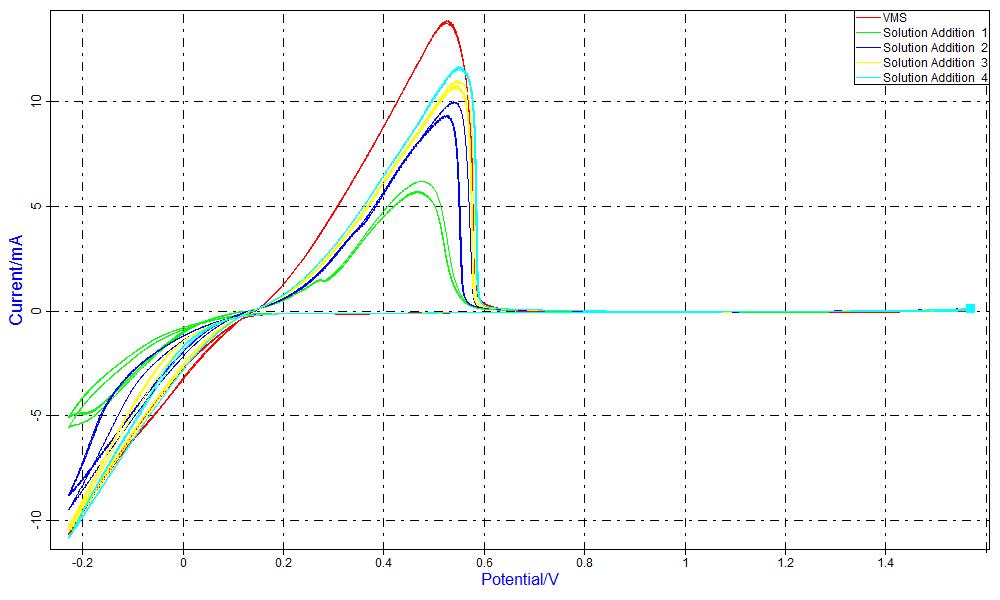 VMS
Solution Addition 1
Solution Addition 2
Solution Addition 3
Solution Addition 4
10
5
0
-5
-10
Current/mA
-0.2 0 0.2 0.4 0.6 0.8 1 1.2 1.4
Potential/V